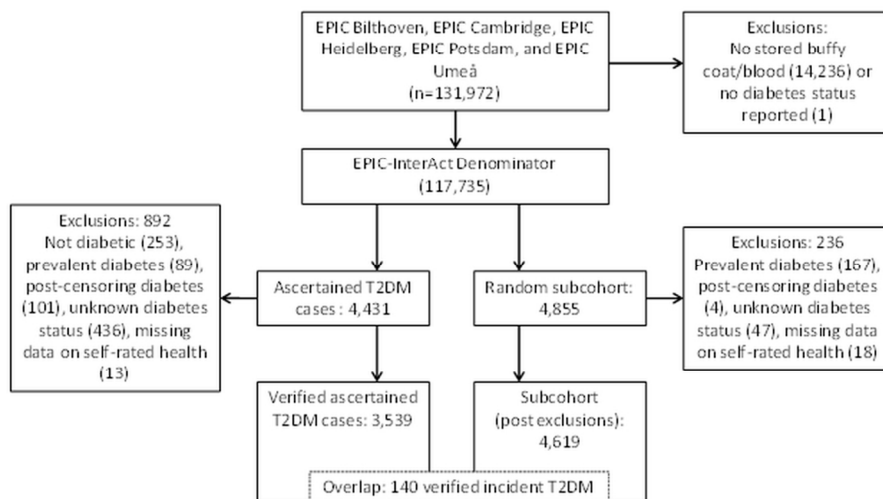 EPIC Bilthoven, EPIC Cambridge, EPIC
Heidelberg, EPIC Potsdam, and EPIC
Umeå
(n=131,972)
Exclusions:
No stored buffy
coat/blood (14,236) or
no diabetes status
reported (1)
EPIC-InterAct Denominator
(117,735)
Exclusions: 892
Not diabetic (253),
prevalent diabetes (89),
post-censoring diabetes
(101), unknown diabetes
status (436), missing
data on self-rated health
(13)
Ascertained T2DM
cases : 4,431
Random subcohort:
4,855
Exclusions: 236
Prevalent diabetes (167),
post-censoring diabetes
(4), unknown diabetes
status (47), missing data
on self-rated health (18)
Verified ascertained
T2DM cases: 3,539
Subcohort
(post exclusions):
4,619
Overlap: 140 verified incident T2DM